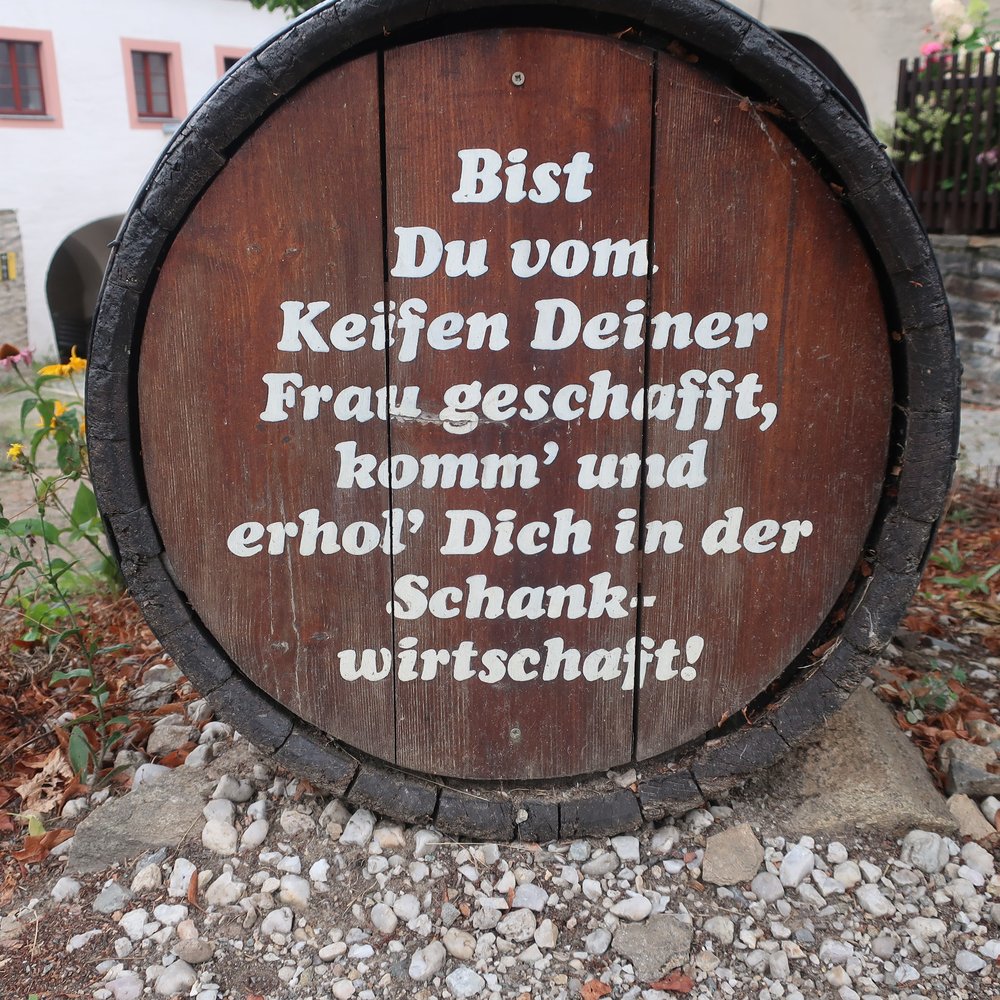 Bist
Du vom
Keifen Deiner
Frau geschafft,
komm' und
erhol' Dich in der
Schank-
wirtschaft!